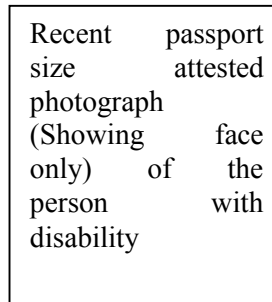 Recent passport
size attested
photograph
(Showing face
only) of the
person with
disability